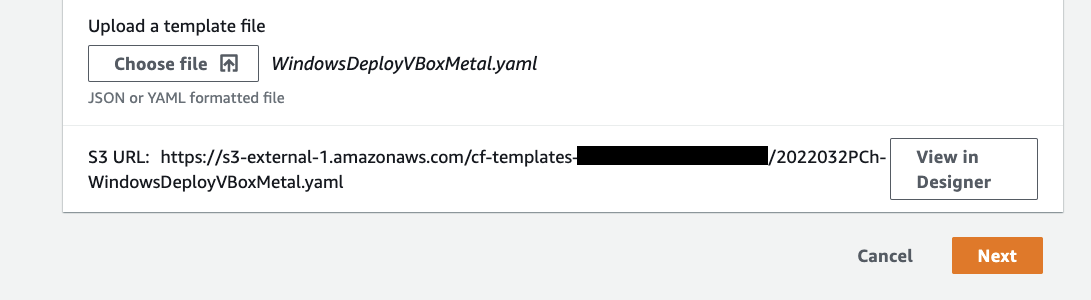 Upload a template file
Choose file WindowsDeployVBoxMetal.yaml
JSON or YAML formatted file
S3 URL: https://s3-external-1.amazonaws.com/cf-templates- /2022032PCh-
WindowsDeployVBoxMetal.yaml
View in
Designer
Cancel Next